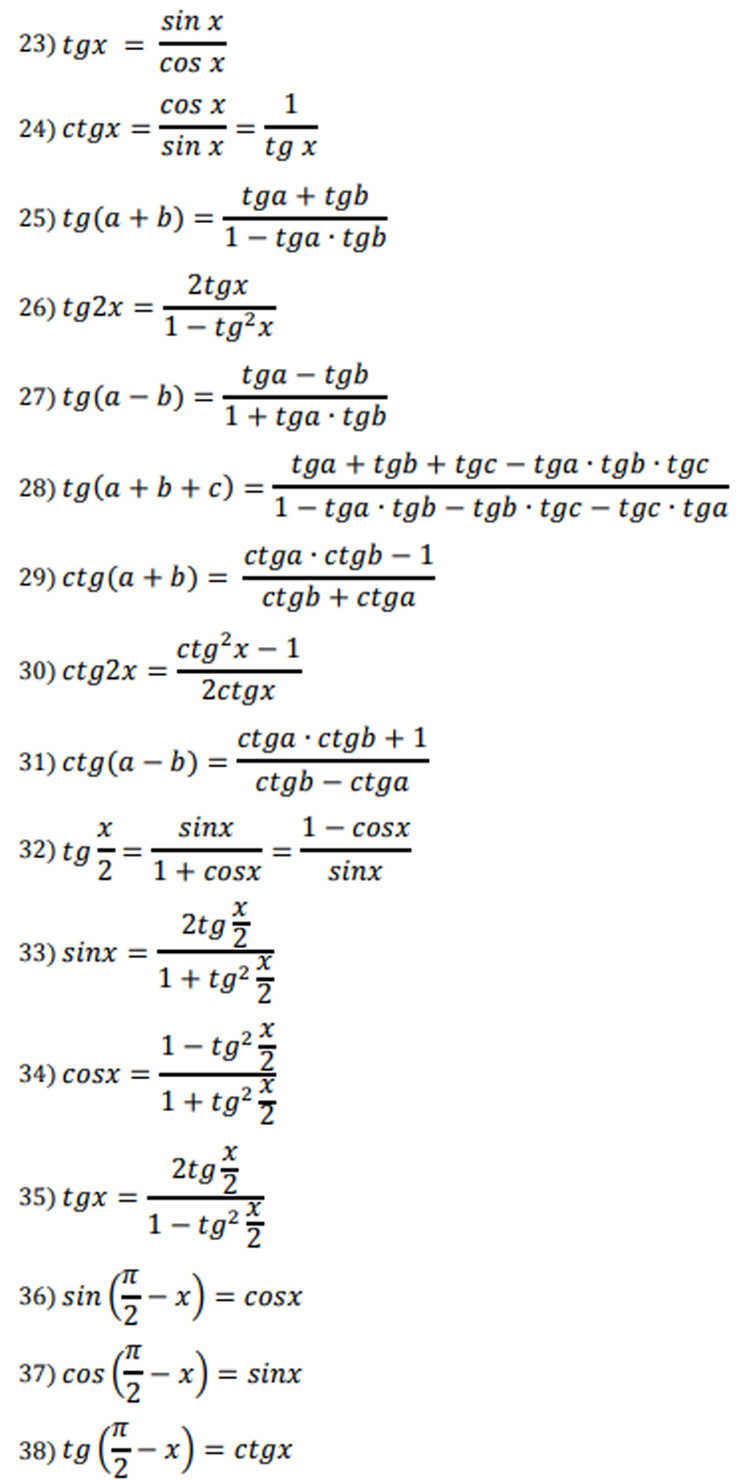 23) tgx = sin x / cos x
24) ctgx = cos x / sin x = 1 / tg x
25) tg(a + b) = (tga + tgb) / (1 − tga · tgb)
26) tg2x = 2tgx / (1 − tg²x)
27) tg(a − b) = (tga − tgb) / (1 + tga · tgb)
28) tg(a + b + c) = (tga + tgb + tgc − tga · tgb · tgc) / (1 − tga · tgb − tgb · tgc − tgc · tga)
29) ctg(a + b) = (ctga · ctgb − 1) / (ctgb + ctga)
30) ctg2x = (ctg²x − 1) / 2ctgx
31) ctg(a − b) = (ctga · ctgb + 1) / (ctgb − ctga)
32) tg x/2 = sinx / (1 + cosx) = (1 − cosx) / sinx
33) sinx = 2tg x/2 / (1 + tg² x/2)
34) cosx = (1 − tg² x/2) / (1 + tg² x/2)
35) tgx = 2tg x/2 / (1 − tg² x/2)
36) sin (π/2 − x) = cosx
37) cos (π/2 − x) = sinx
38) tg (π/2 − x) = ctgx